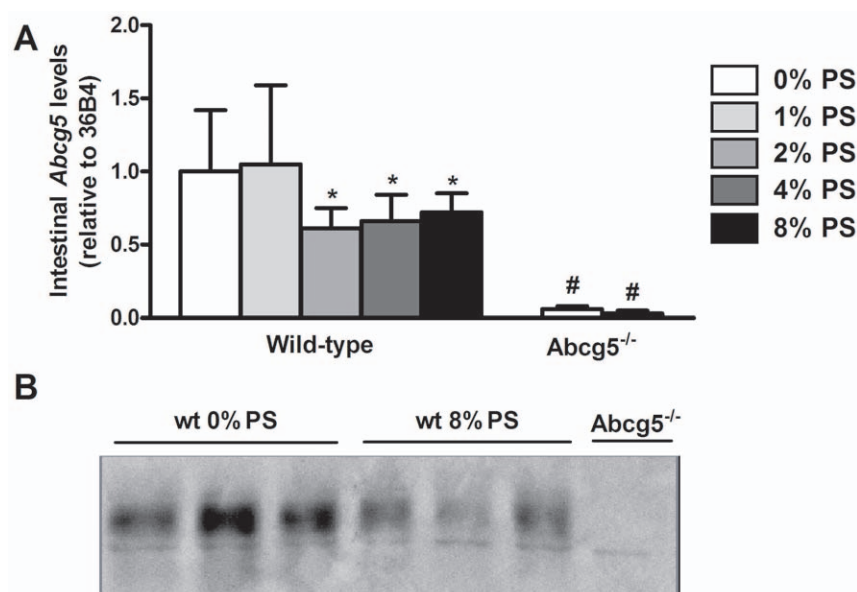 A
Intestinal Abcg5 levels
(relative to 36B4)
2.0
1.5
1.0
0.5
0.0
* * *
# #
Wild-type Abcg5-/-
0% PS
1% PS
2% PS
4% PS
8% PS
B
wt 0% PS wt 8% PS Abcg5-/-